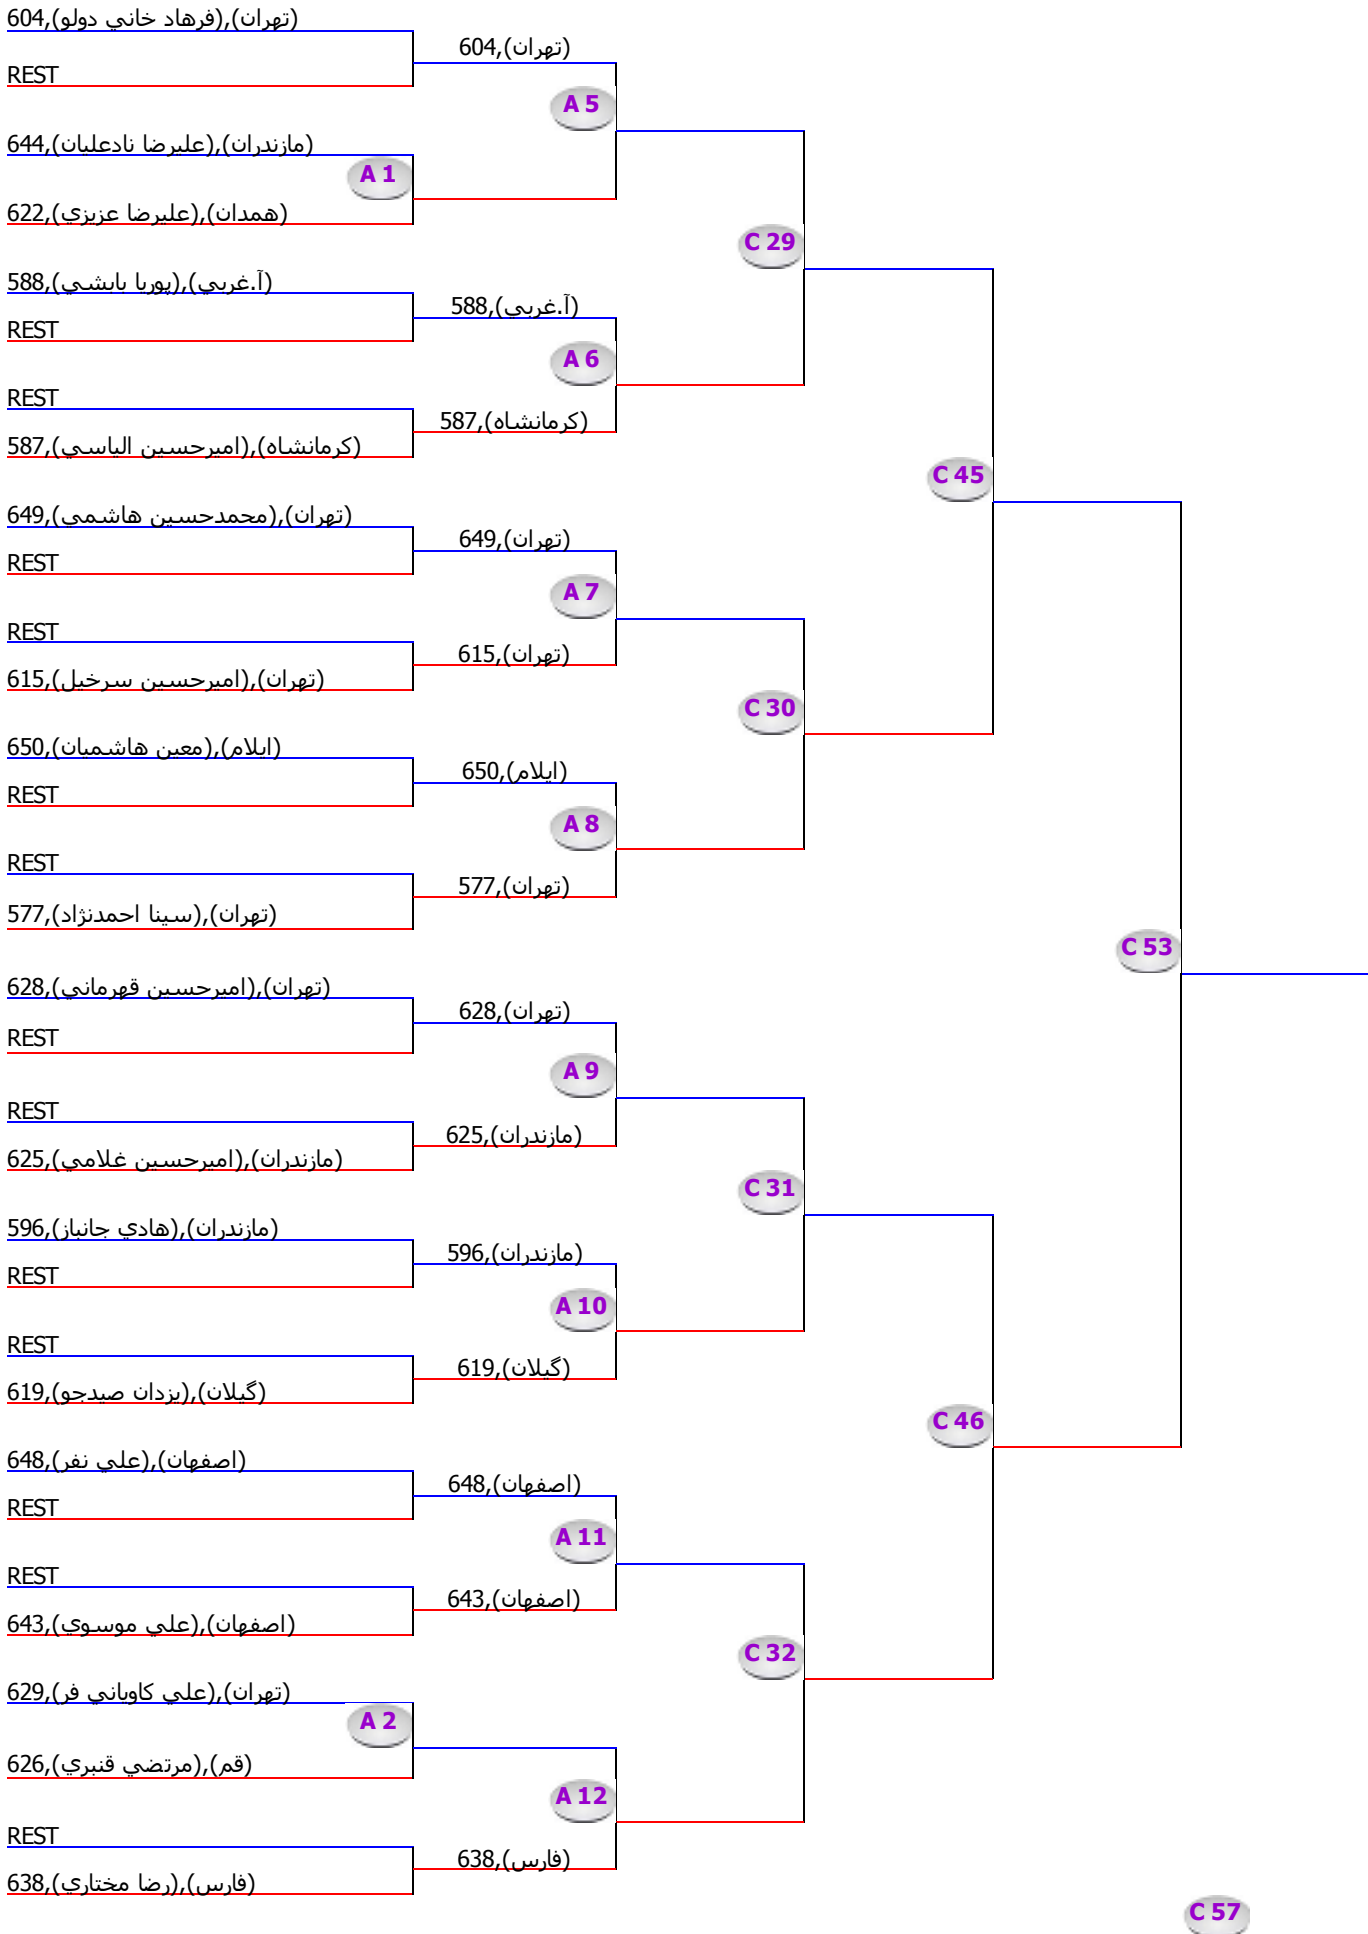 604,(فرهاد خاني دولو),(تهران)
604,(تهران)
REST
A 5
644,(عليرضا نادعليان),(مازندران)
A 1
622,(عليرضا عزيزي),(همدان)
C 29
588,(پوريا بابشي),(آ.غربي)
588,(آ.غربي)
REST
A 6
REST
587,(كرمانشاه)
587,(اميرحسين الياسي),(كرمانشاه)
C 45
649,(محمدحسين هاشمي),(تهران)
649,(تهران)
REST
A 7
REST
615,(تهران)
615,(اميرحسين سرخيل),(تهران)
C 30
650,(معين هاشميان),(ايلام)
650,(ايلام)
REST
A 8
REST
577,(تهران)
577,(سينا احمدنژاد),(تهران)
C 53
628,(اميرحسين قهرماني),(تهران)
628,(تهران)
REST
A 9
REST
625,(مازندران)
625,(اميرحسين غلامي),(مازندران)
C 31
596,(هادي جانباز),(مازندران)
596,(مازندران)
REST
A 10
REST
619,(گيلان)
619,(يزدان صيدجو),(گيلان)
C 46
648,(علي نفر),(اصفهان)
648,(اصفهان)
REST
A 11
REST
643,(اصفهان)
643,(علي موسوي),(اصفهان)
C 32
629,(علي كاوياني فر),(تهران)
A 2
626,(مرتضي قنبري),(قم)
A 12
REST
638,(فارس)
638,(رضا مختاري),(فارس)
C 57